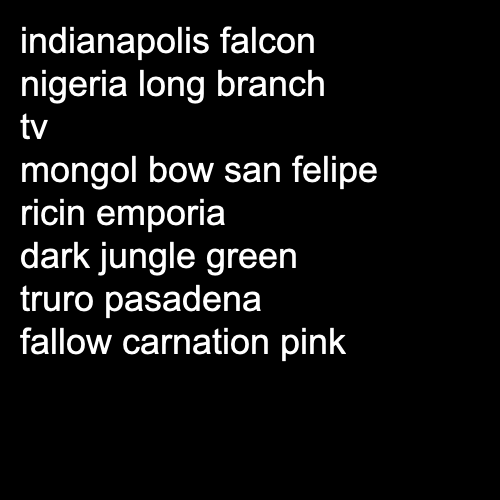 indianapolis falcon
nigeria long branch
tv
mongol bow san felipe
ricin emporia
dark jungle green
truro pasadena
fallow carnation pink